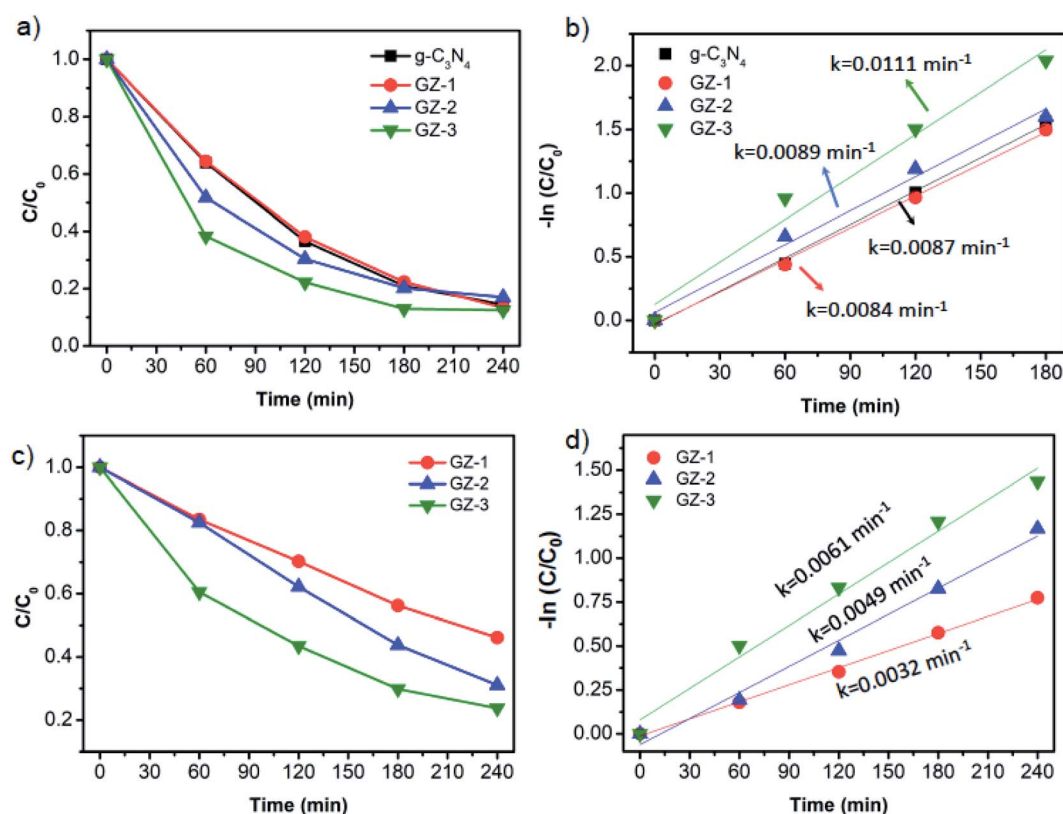 a)
g-C₃N₄
GZ-1
GZ-2
GZ-3
C/C₀
1.0
0.8
0.6
0.4
0.2
0.0
0 30 60 90 120 150 180 210 240
Time (min)
b)
g-C₃N₄
GZ-1
GZ-2
GZ-3
k=0.0111 min⁻¹
k=0.0089 min⁻¹
k=0.0087 min⁻¹
k=0.0084 min⁻¹
-ln (C/C₀)
2.0
1.5
1.0
0.5
0.0
0 30 60 90 120 150 180
Time (min)
c)
GZ-1
GZ-2
GZ-3
C/C₀
1.0
0.8
0.6
0.4
0.2
0 30 60 90 120 150 180 210 240
Time (min)
d)
GZ-1
GZ-2
GZ-3
k=0.0061 min⁻¹
k=0.0049 min⁻¹
k=0.0032 min⁻¹
-ln (C/C₀)
1.50
1.25
1.00
0.75
0.50
0.25
0.00
0 30 60 90 120 150 180 210 240
Time (min)